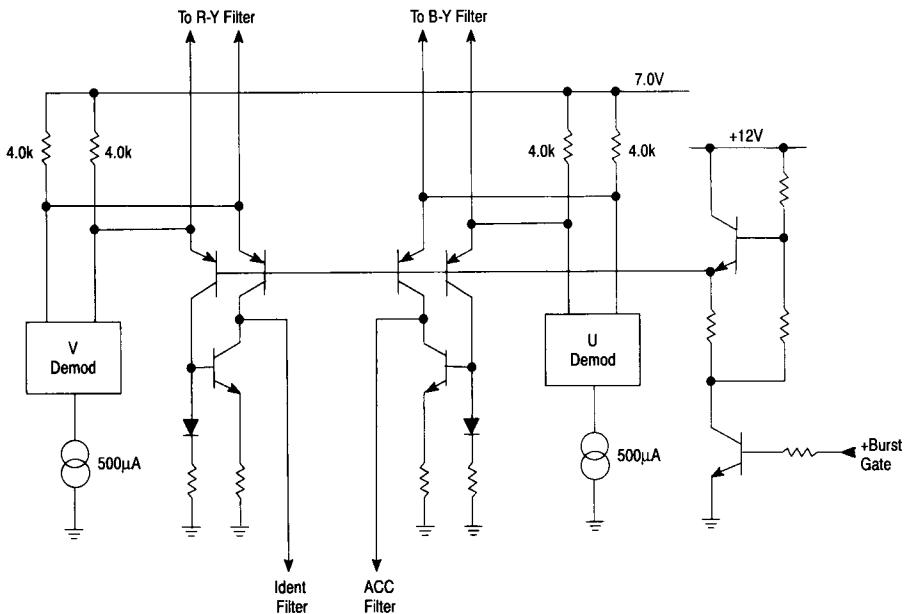 To R-Y Filter
To B-Y Filter
7.0V
4.0k
4.0k
4.0k
4.0k
+12V
V
Demod
U
Demod
500μA
500μA
+Burst
Gate
Ident
Filter
ACC
Filter